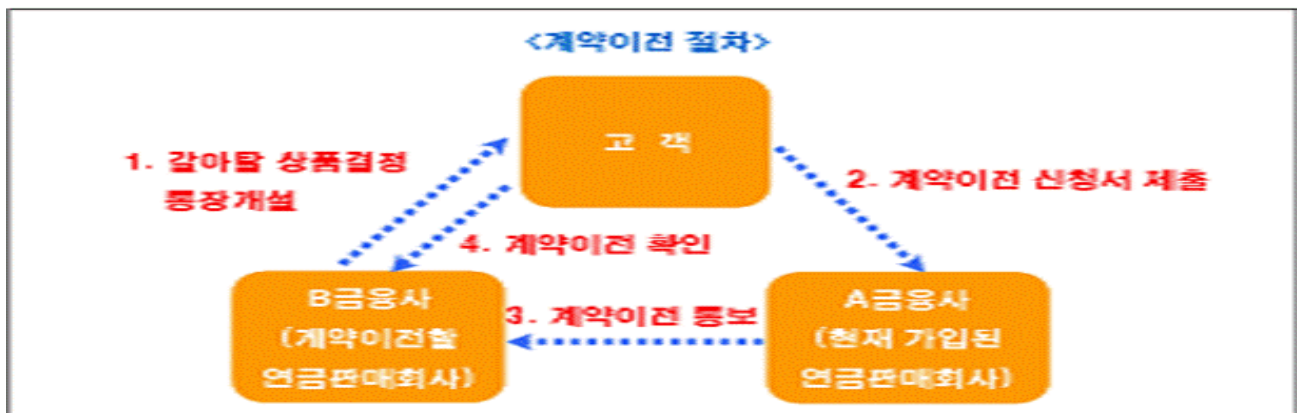 <계약이전 절차>
고 객
1. 갈아탈 상품결정
통장개설
2. 계약이전 신청서 제출
4. 계약이전 확인
B금융사
(계약이전할
연금판매회사)
3. 계약이전 통보
A금융사
(현재 가입된
연금판매회사)